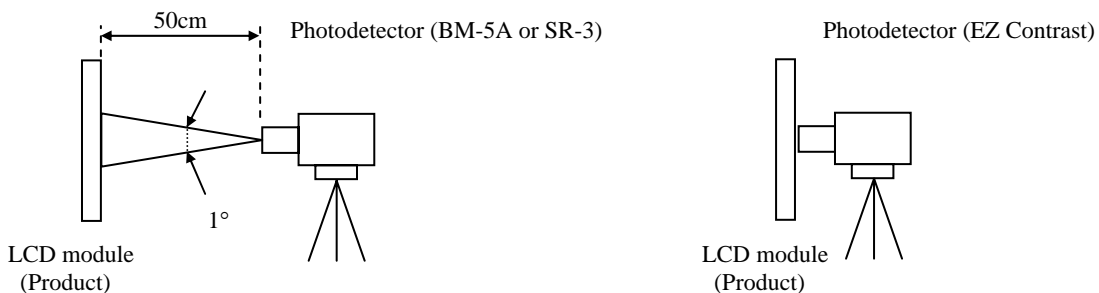 50cm
Photodetector (BM-5A or SR-3)
1°
LCD module
(Product)
Photodetector (EZ Contrast)
LCD module
(Product)